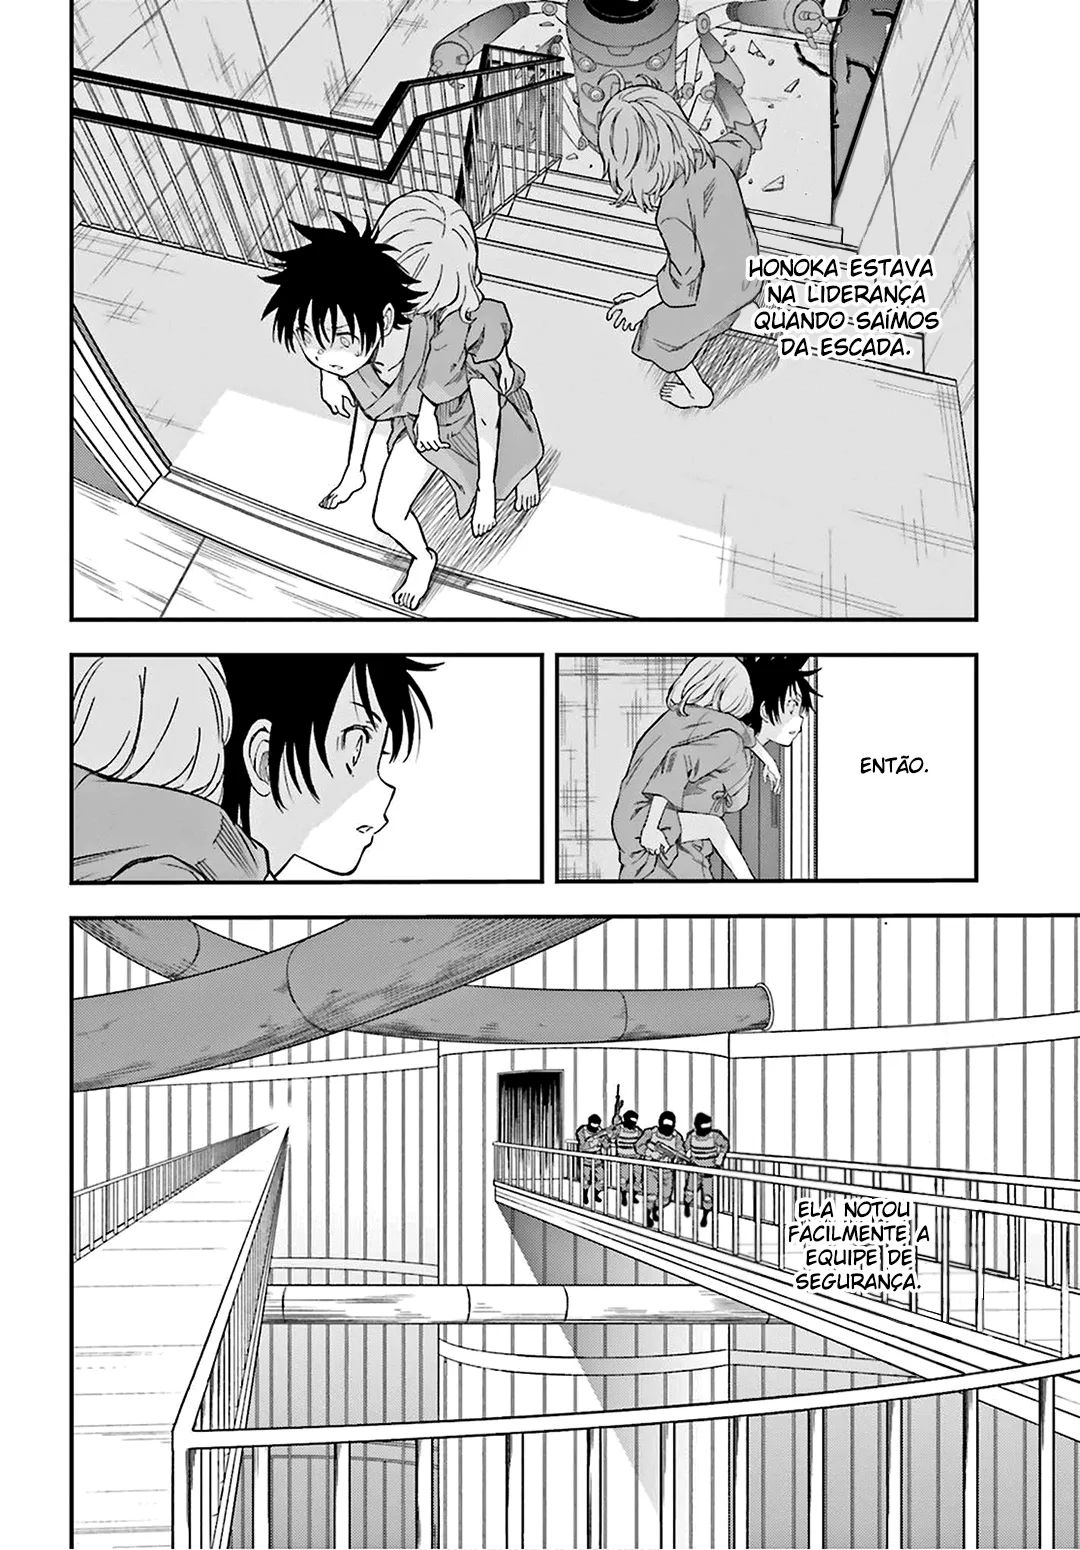 HONOKA ESTAVA
NA LIDERANÇA
QUANDO SAÍMOS
DA ESCADA.
ENTÃO.
ELA NOTOU
FACILMENTE A
EQUIPE DE
SEGURANÇA.